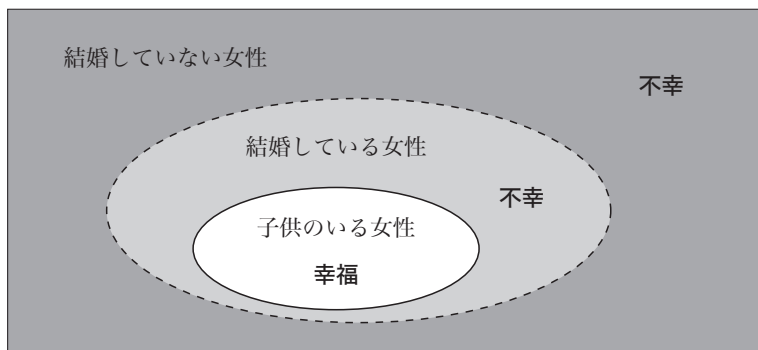 結婚していない女性
不幸
結婚している女性
不幸
子供のいる女性
幸福